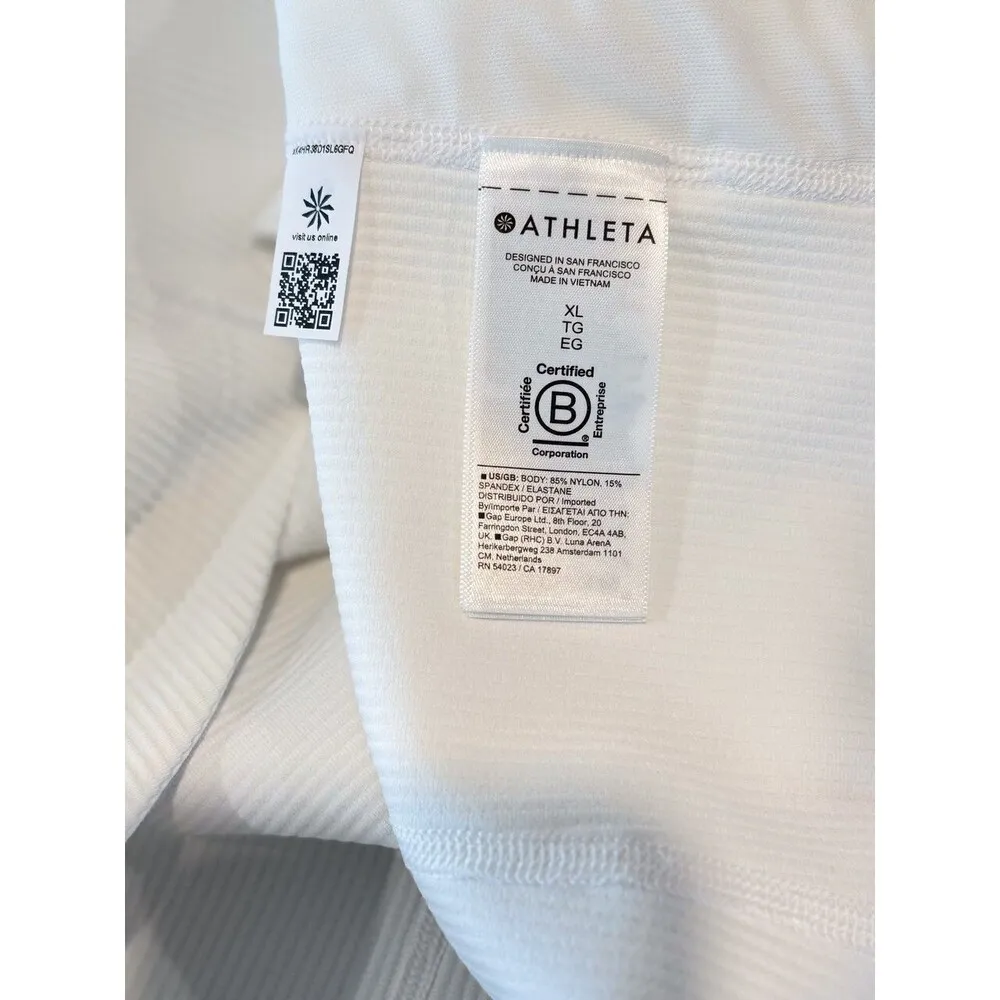 visit us online
ATHLETA
DESIGNED IN SAN FRANCISCO
CONÇU À SAN FRANCISCO
MADE IN VIETNAM
XL
TG
EG
Certified
Certifiée
B
Entreprise
®
Corporation
■ US/GB: BODY: 85% NYLON, 15%
SPANDEX / ELASTANE
DISTRIBUIDO POR / Imported
By/Importe Par / ΕΙΣΑΓΕΤΑΙ ΑΠΟ ΤΗΝ:
■Gap Europe Ltd., 8th Floor, 20
Farringdon Street, London, EC4A 4AB,
UK. ■Gap (RHC) B.V. Luna ArenA
Herikerbergweg 238 Amsterdam 1101
CM, Netherlands
RN 54023 / CA 17897